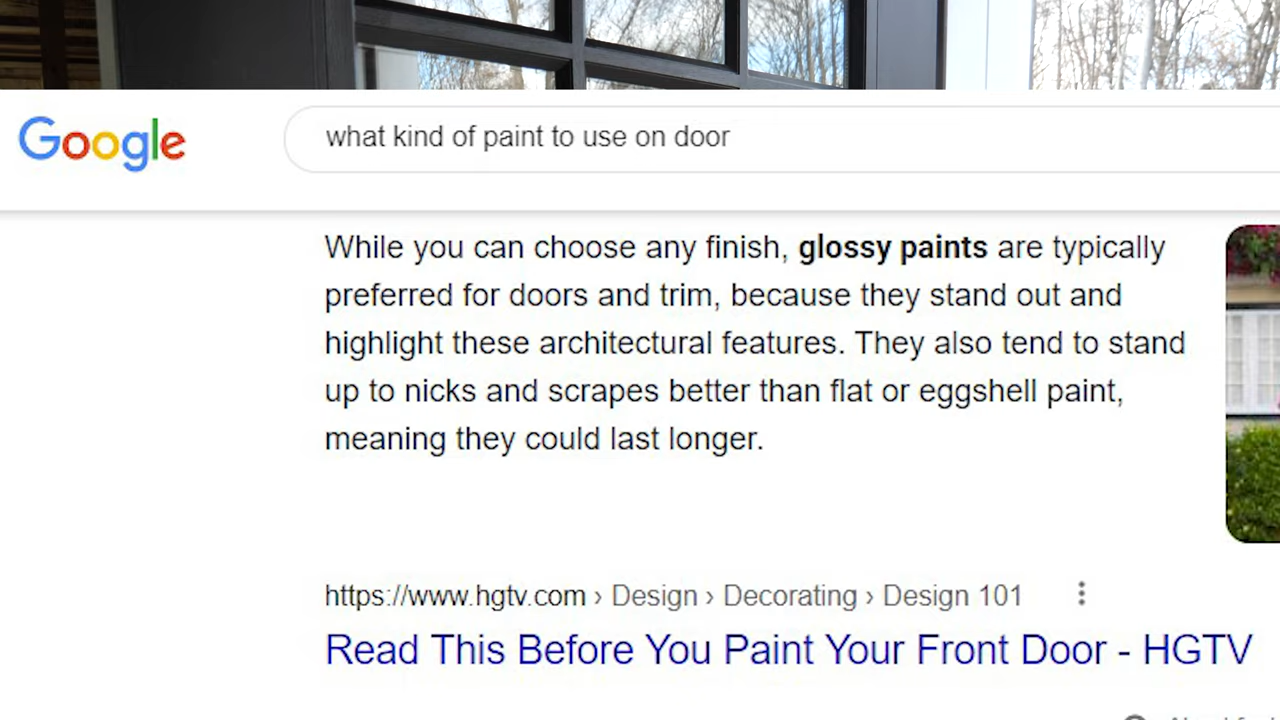 Google
what kind of paint to use on door
While you can choose any finish, glossy paints are typically
preferred for doors and trim, because they stand out and
highlight these architectural features. They also tend to stand
up to nicks and scrapes better than flat or eggshell paint,
meaning they could last longer.
https://www.hgtv.com › Design › Decorating › Design 101
Read This Before You Paint Your Front Door - HGTV